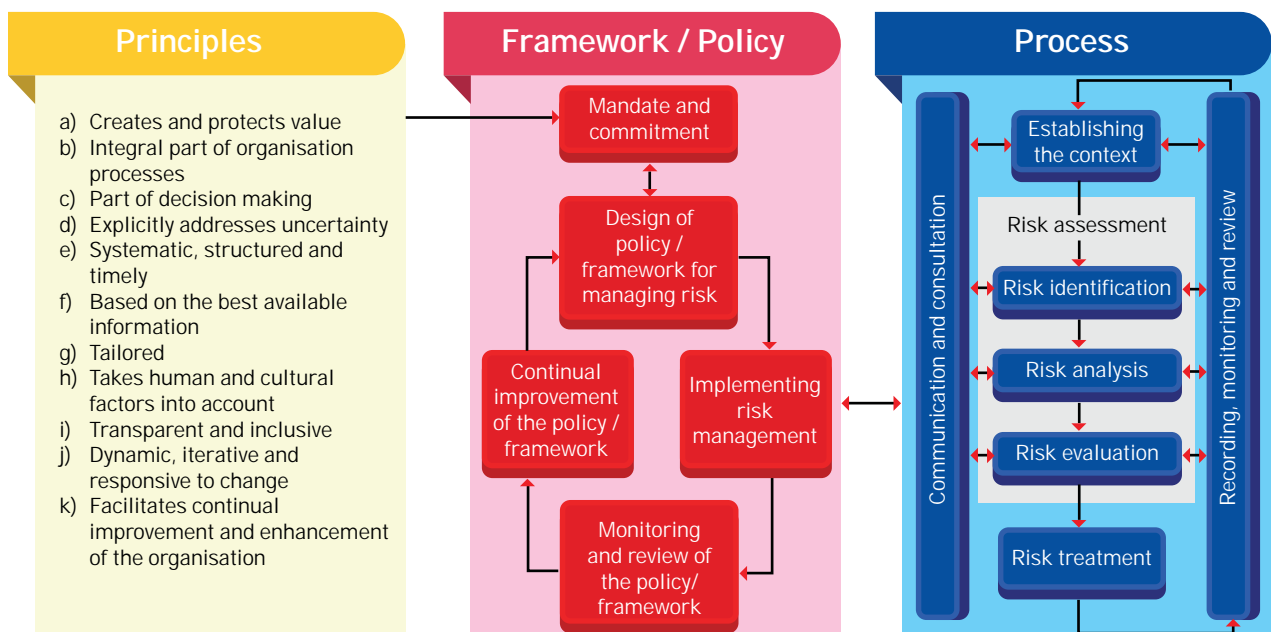 Principles
a) Creates and protects value
b) Integral part of organisation
processes
c) Part of decision making
d) Explicitly addresses uncertainty
e) Systematic, structured and
timely
f) Based on the best available
information
g) Tailored
h) Takes human and cultural
factors into account
i) Transparent and inclusive
j) Dynamic, iterative and
responsive to change
k) Facilitates continual
improvement and enhancement
of the organisation
Framework / Policy
Mandate and
commitment
Design of
policy /
framework for
managing risk
Continual
improvement
of the policy /
framework
Implementing
risk
management
Monitoring
and review of
the policy/
framework
Process
Communication and consultation
Establishing
the context
Risk assessment
Risk identification
Risk analysis
Risk evaluation
Risk treatment
Recording, monitoring and review